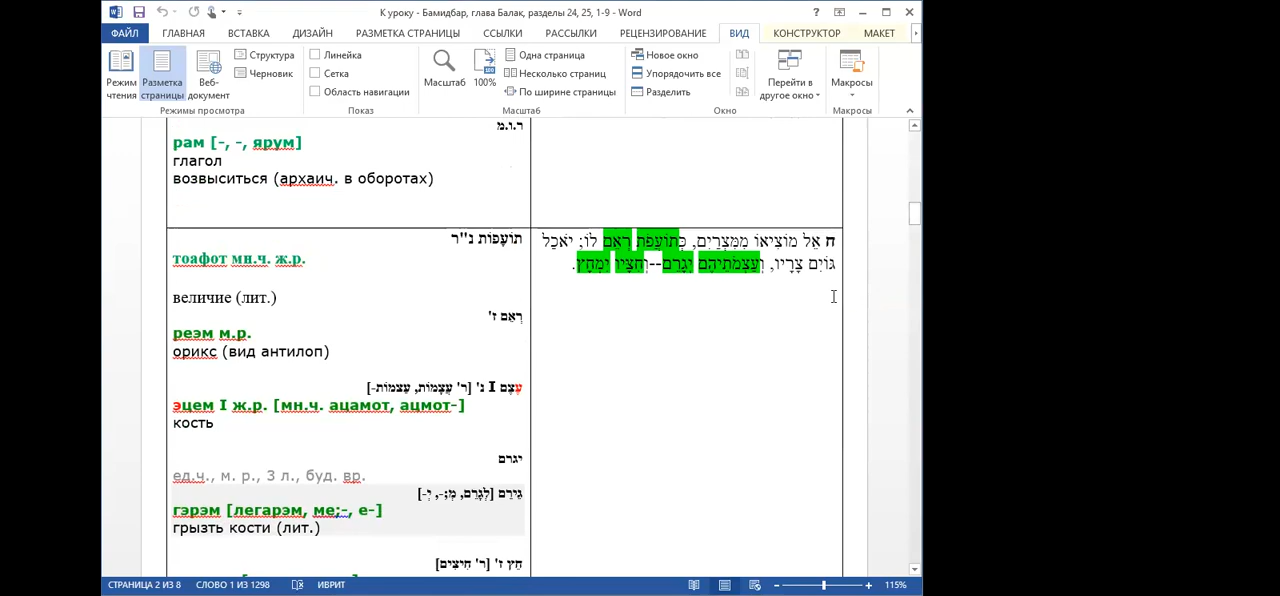 К уроку - Бамидбар, глава Балак, разделы 24, 25, 1-9 - Word
ФАЙЛ ГЛАВНАЯ ВСТАВКА ДИЗАЙН РАЗМЕТКА СТРАНИЦЫ ССЫЛКИ РАССЫЛКИ РЕЦЕНЗИРОВАНИЕ ВИД КОНСТРУКТОР МАКЕТ
Режим чтения
Разметка страницы
Веб-документ
Структура
Черновик
Режимы просмотра
Линейка
Сетка
Область навигации
Показ
Масштаб
100%
Одна страница
Несколько страниц
По ширине страницы
Масштаб
Новое окно
Упорядочить все
Разделить
Перейти в другое окно
Окно
Макросы
Макросы
ר.ו.מ
рам [-, -, ярум]
глагол
возвыситься (архаич. в оборотах)
תּוֹעָפוֹת נ"ר
тоафот мн.ч. ж.р.
величие (лит.)
רְאֵם ז'
реэм м.р.
орикс (вид антилоп)
עֶצֶם I נ' [ר' עֲצָמוֹת, עַצמוֹת-]
эцем I ж.р. [мн.ч. ацамот, ацмот-]
кость
יגרם
ед.ч., м. р., 3 л., буд. вр.
גֵירֵם [לְגָרֵם, מְ;-, יְ-]
гэрэм [легарэм, ме;-, е-]
грызть кости (лит.)
חֵץ ז' [ר' חִיצִים]
ח אֵל מוֹצִיאוֹ מִמִּצְרַיִם, כְּתוֹעֲפֹת רְאֵם לוֹ; יֹאכַל
גּוֹיִם צָרָיו, וְעַצְמֹתֵיהֶם יְגָרֵם--וְחִצָּיו יִמְחָץ.
СТРАНИЦА 2 ИЗ 8 СЛОВО 1 ИЗ 1298 ИВРИТ 115%